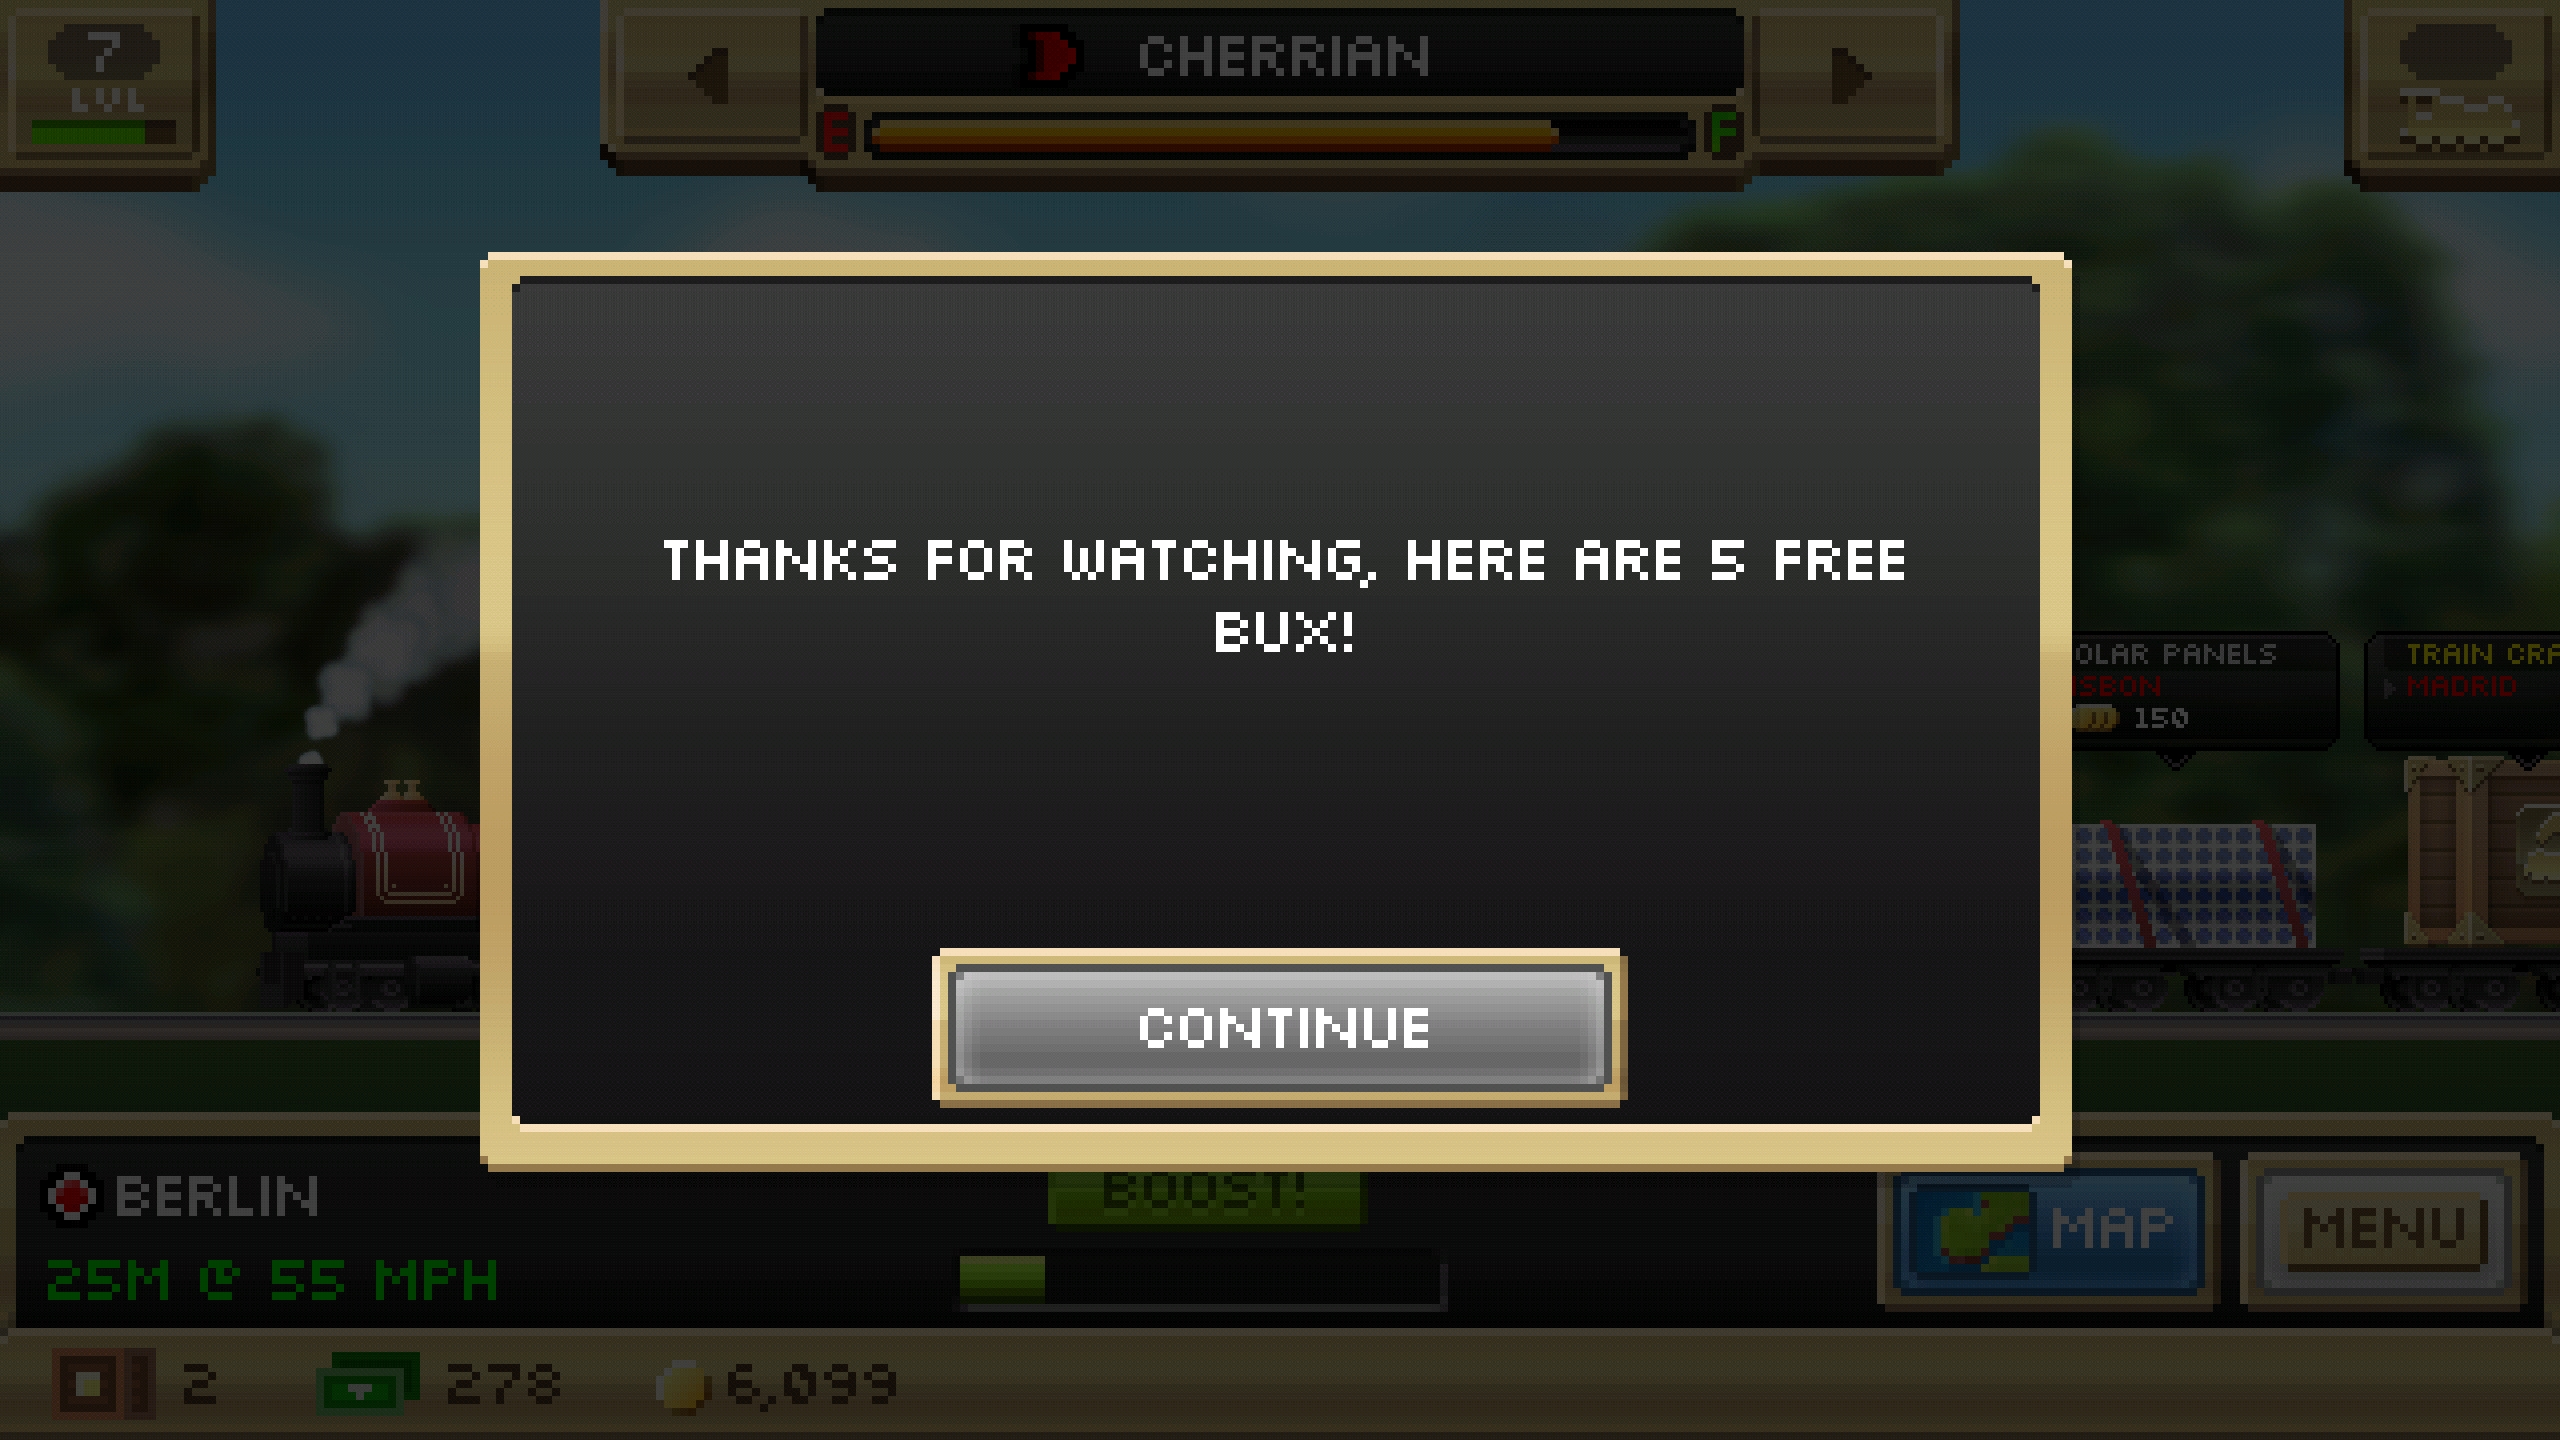 7
LVL
CHERRIAN
E
F
THANKS FOR WATCHING, HERE ARE 5 FREE
BUX!
OLAR PANELS
ISBON
150
TRAIN CRA
MADRID
CONTINUE
BERLIN
25M @ 55 MPH
BOOST!
MAP
MENU
2
278
6,099